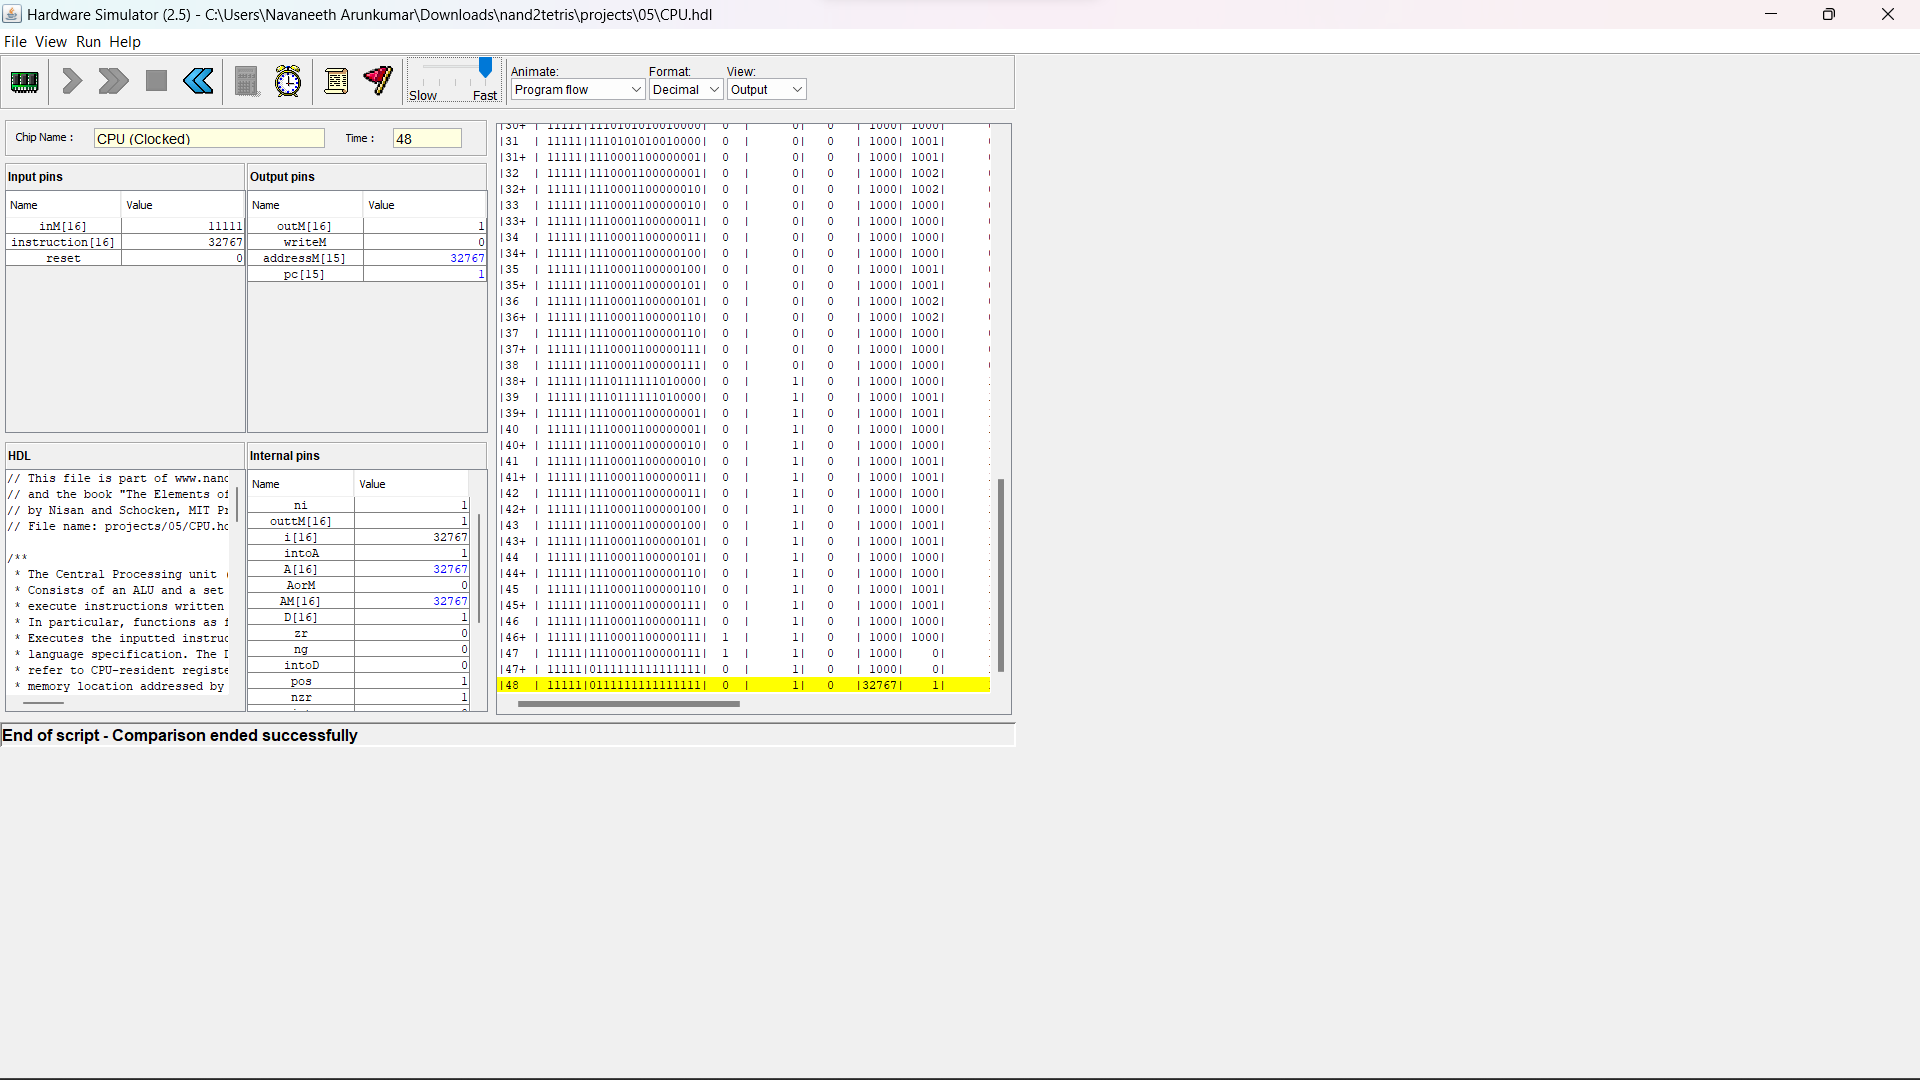 Hardware Simulator (2.5) - C:\Users\Navaneeth Arunkumar\Downloads\nand2tetris\projects\05\CPU.hdl
File View Run Help
Slow Fast
Animate: Format: View:
Program flow Decimal Output
Chip Name : CPU (Clocked) Time : 48
Input pins
Name Value
inM[16] 11111
instruction[16] 32767
reset 0
Output pins
Name Value
outM[16] 1
writeM 0
addressM[15] 32767
pc[15] 1
HDL
// This file is part of www.nand
// and the book "The Elements of
// by Nisan and Schocken, MIT Pr
// File name: projects/05/CPU.hd
/**
* The Central Processing unit (
* Consists of an ALU and a set
* execute instructions written
* In particular, functions as f
* Executes the inputted instruc
* language specification. The D
* refer to CPU-resident registe
* memory location addressed by
Internal pins
Name Value
ni 1
outtM[16] 1
i[16] 32767
intoA 1
A[16] 32767
AorM 0
AM[16] 32767
D[16] 1
zr 0
ng 0
intoD 0
pos 1
nzr 1
|30+ | 11111|1110101010010000| 0 | 0| 0 | 1000| 1000|
|31 | 11111|1110101010010000| 0 | 0| 0 | 1000| 1001|
|31+ | 11111|1110001100000001| 0 | 0| 0 | 1000| 1001|
|32 | 11111|1110001100000001| 0 | 0| 0 | 1000| 1002|
|32+ | 11111|1110001100000010| 0 | 0| 0 | 1000| 1002|
|33 | 11111|1110001100000010| 0 | 0| 0 | 1000| 1000|
|33+ | 11111|1110001100000011| 0 | 0| 0 | 1000| 1000|
|34 | 11111|1110001100000011| 0 | 0| 0 | 1000| 1000|
|34+ | 11111|1110001100000100| 0 | 0| 0 | 1000| 1000|
|35 | 11111|1110001100000100| 0 | 0| 0 | 1000| 1001|
|35+ | 11111|1110001100000101| 0 | 0| 0 | 1000| 1001|
|36 | 11111|1110001100000101| 0 | 0| 0 | 1000| 1002|
|36+ | 11111|1110001100000110| 0 | 0| 0 | 1000| 1002|
|37 | 11111|1110001100000110| 0 | 0| 0 | 1000| 1000|
|37+ | 11111|1110001100000111| 0 | 0| 0 | 1000| 1000|
|38 | 11111|1110001100000111| 0 | 0| 0 | 1000| 1000|
|38+ | 11111|1110111111010000| 0 | 1| 0 | 1000| 1000|
|39 | 11111|1110111111010000| 0 | 1| 0 | 1000| 1001|
|39+ | 11111|1110001100000001| 0 | 1| 0 | 1000| 1001|
|40 | 11111|1110001100000001| 0 | 1| 0 | 1000| 1000|
|40+ | 11111|1110001100000010| 0 | 1| 0 | 1000| 1000|
|41 | 11111|1110001100000010| 0 | 1| 0 | 1000| 1001|
|41+ | 11111|1110001100000011| 0 | 1| 0 | 1000| 1001|
|42 | 11111|1110001100000011| 0 | 1| 0 | 1000| 1000|
|42+ | 11111|1110001100000100| 0 | 1| 0 | 1000| 1000|
|43 | 11111|1110001100000100| 0 | 1| 0 | 1000| 1001|
|43+ | 11111|1110001100000101| 0 | 1| 0 | 1000| 1001|
|44 | 11111|1110001100000101| 0 | 1| 0 | 1000| 1000|
|44+ | 11111|1110001100000110| 0 | 1| 0 | 1000| 1000|
|45 | 11111|1110001100000110| 0 | 1| 0 | 1000| 1001|
|45+ | 11111|1110001100000111| 0 | 1| 0 | 1000| 1001|
|46 | 11111|1110001100000111| 0 | 1| 0 | 1000| 1000|
|46+ | 11111|1110001100000111| 1 | 1| 0 | 1000| 1000|
|47 | 11111|1110001100000111| 1 | 1| 0 | 1000| 0|
|47+ | 11111|0111111111111111| 0 | 1| 0 | 1000| 0|
|48 | 11111|0111111111111111| 0 | 1| 0 |32767| 1|
End of script - Comparison ended successfully